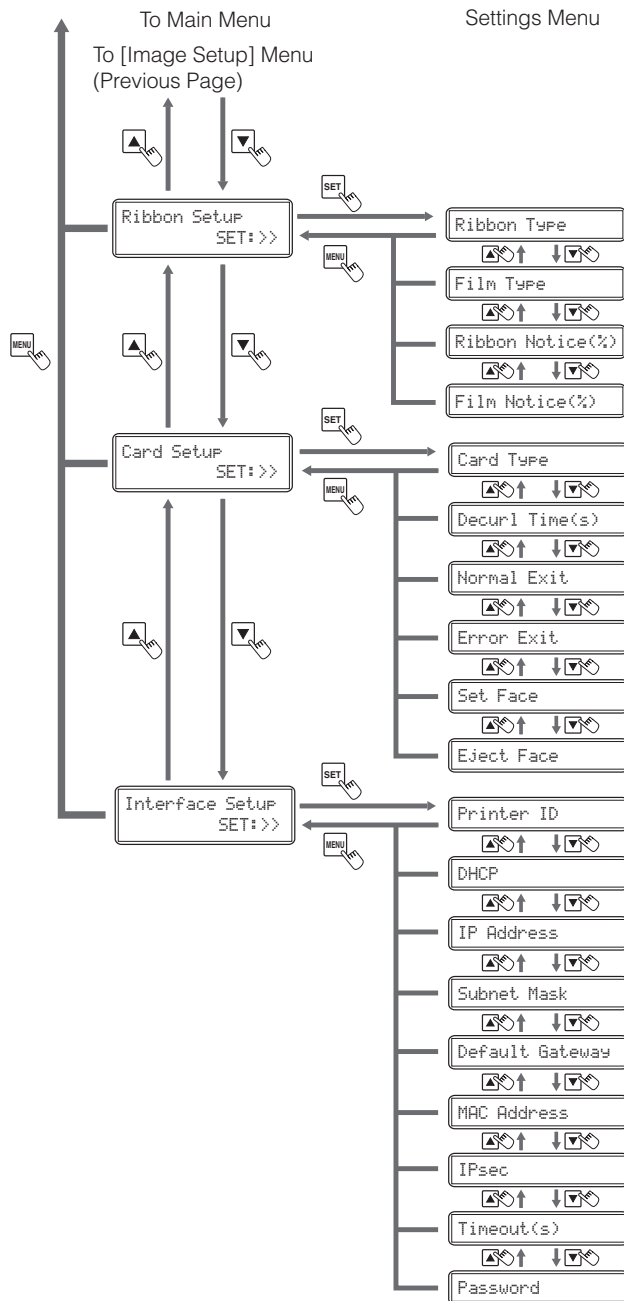 To Main Menu
Settings Menu
To [Image Setup] Menu
(Previous Page)
SET
Ribbon Setup
SET:>>
MENU
Ribbon Type
Film Type
Ribbon Notice(%)
Film Notice(%)
MENU
SET
Card Setup
SET:>>
MENU
Card Type
Decurl Time(s)
Normal Exit
Error Exit
Set Face
Eject Face
SET
Interface Setup
SET:>>
MENU
Printer ID
DHCP
IP Address
Subnet Mask
Default Gateway
MAC Address
IPsec
Timeout(s)
Password